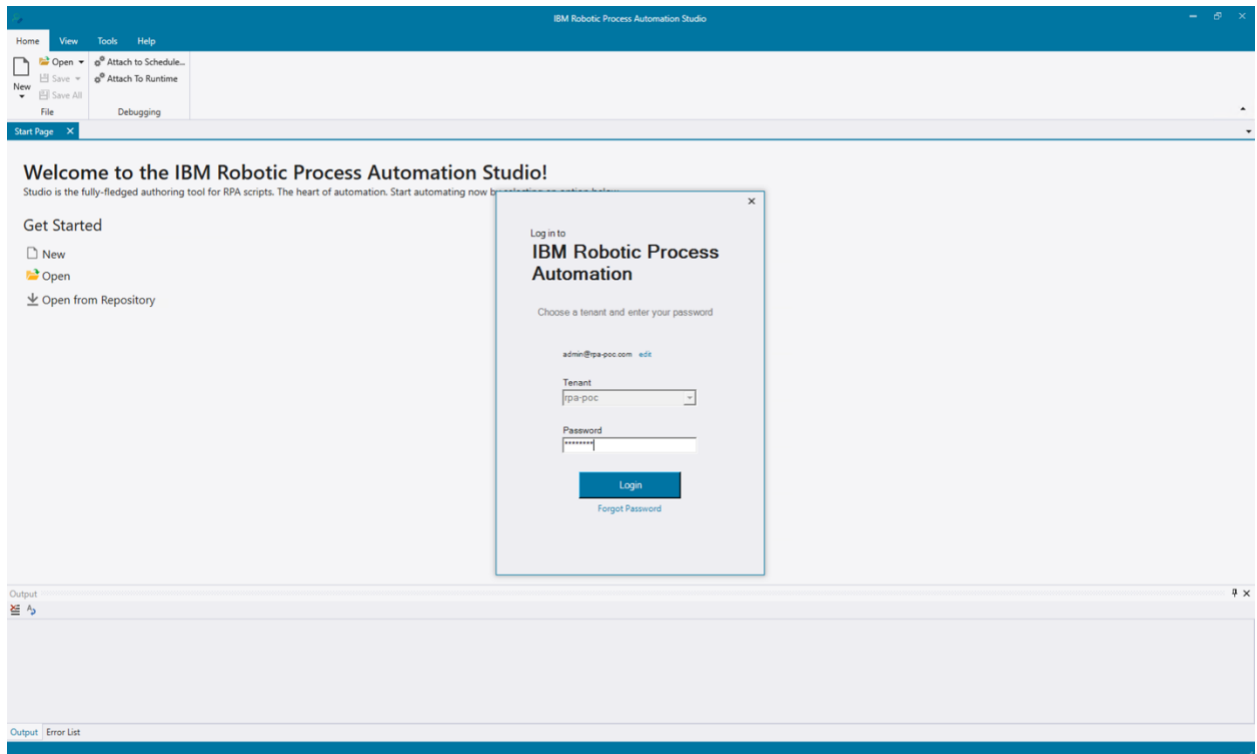 IBM Robotic Process Automation Studio
Home View Tools Help
New
Open
Save
Save All
File
Attach to Schedule...
Attach To Runtime
Debugging
Start Page
Welcome to the IBM Robotic Process Automation Studio!
Studio is the fully-fledged authoring tool for RPA scripts. The heart of automation. Start automating now
Get Started
New
Open
Open from Repository
Log in to
IBM Robotic Process
Automation
Choose a tenant and enter your password
admin@rpa-poc.com edit
Tenant
rpa-poc
Password
********
Login
Forgot Password
Output
Output Error List